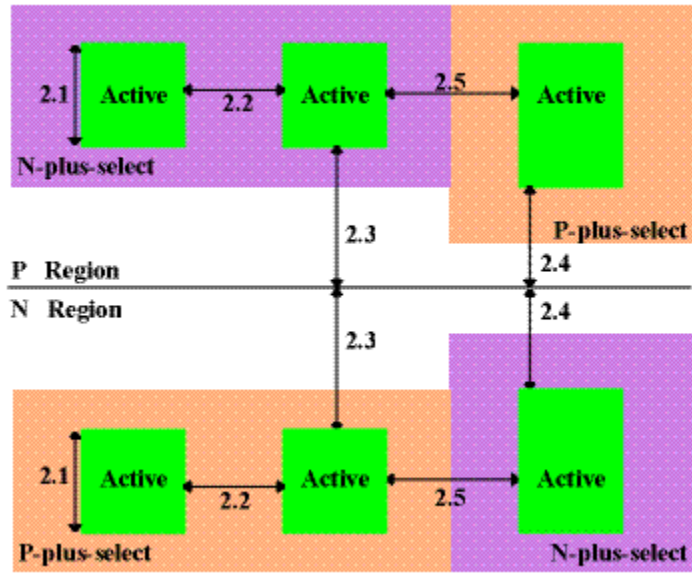 2.1
Active
2.2
Active
2.5
Active
N-plus-select
P-plus-select
2.3
2.4
P Region
N Region
2.3
2.4
2.1
Active
2.2
Active
2.5
Active
P-plus-select
N-plus-select